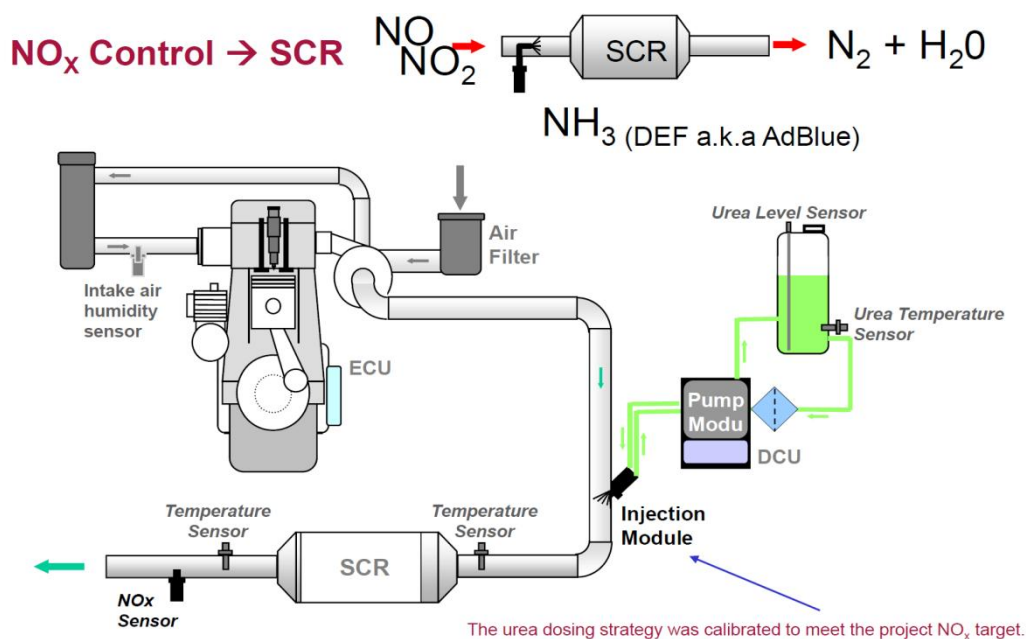 NOx Control → SCR
NO
NO2
SCR
N2 + H20
NH3 (DEF a.k.a AdBlue)
Urea Level Sensor
Air
Filter
Intake air
humidity
sensor
Urea Temperature
Sensor
ECU
Pump
Modu
DCU
Temperature
Sensor
Temperature
Sensor
Injection
Module
SCR
NOx
Sensor
The urea dosing strategy was calibrated to meet the project NOx target.